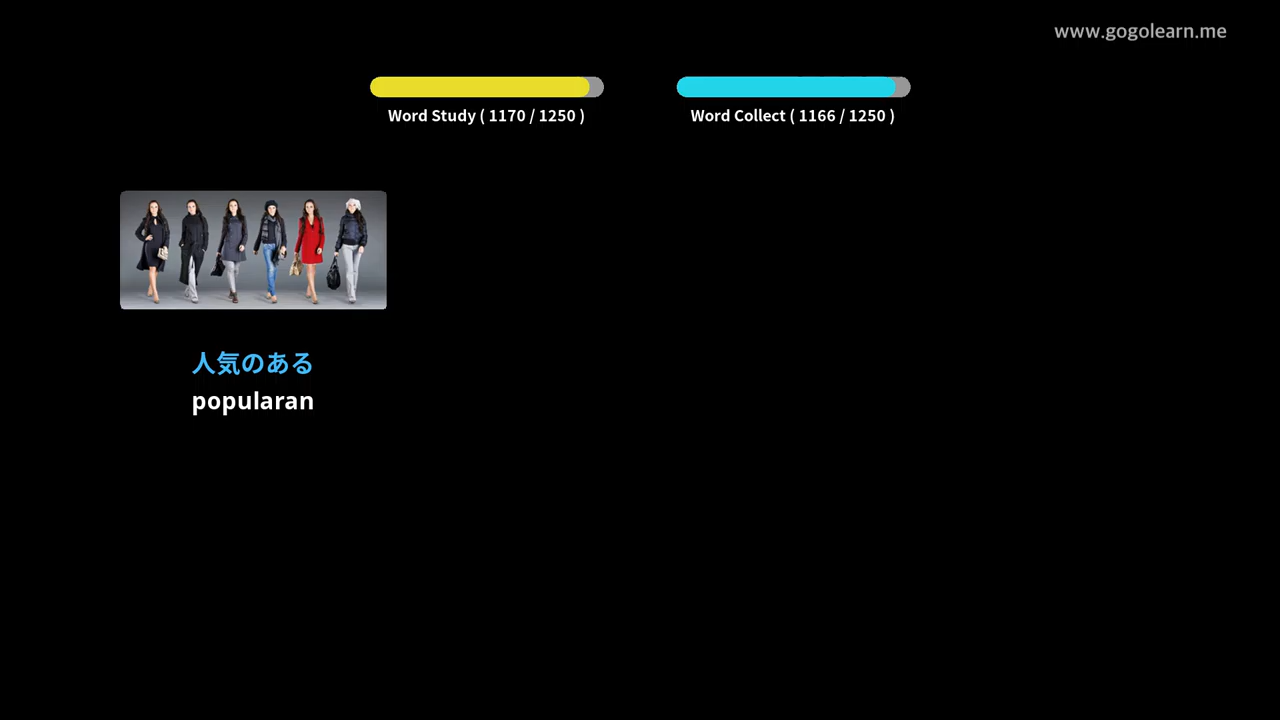 www.gogolearn.me
Word Study ( 1170 / 1250 )
Word Collect ( 1166 / 1250 )
人気のある
popularan